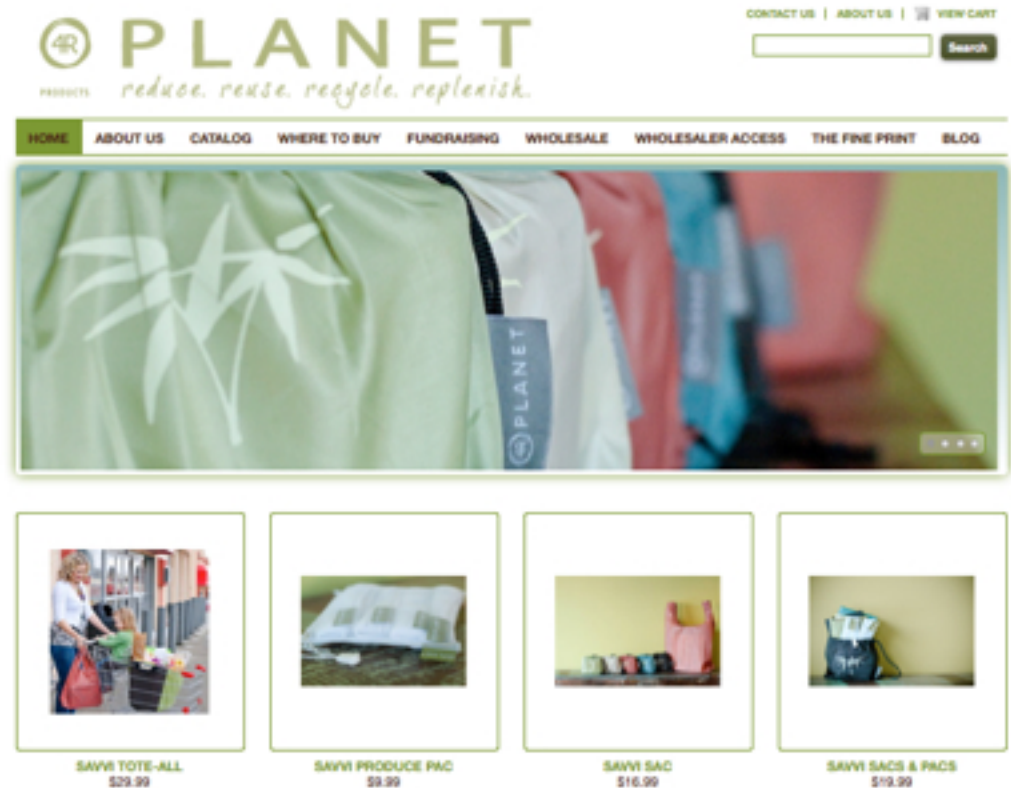 CONTACT US | ABOUT US | VIEW CART
4R PLANET
PRODUCTS reduce. reuse. recycle. replenish.
Search
HOME ABOUT US CATALOG WHERE TO BUY FUNDRAISING WHOLESALE WHOLESALER ACCESS THE FINE PRINT BLOG
4R PLANET
SAVVI TOTE-ALL SAVVI PRODUCE PAC SAVVI SAC SAVVI SACS & PACS
$29.99 $9.99 $16.99 $19.99